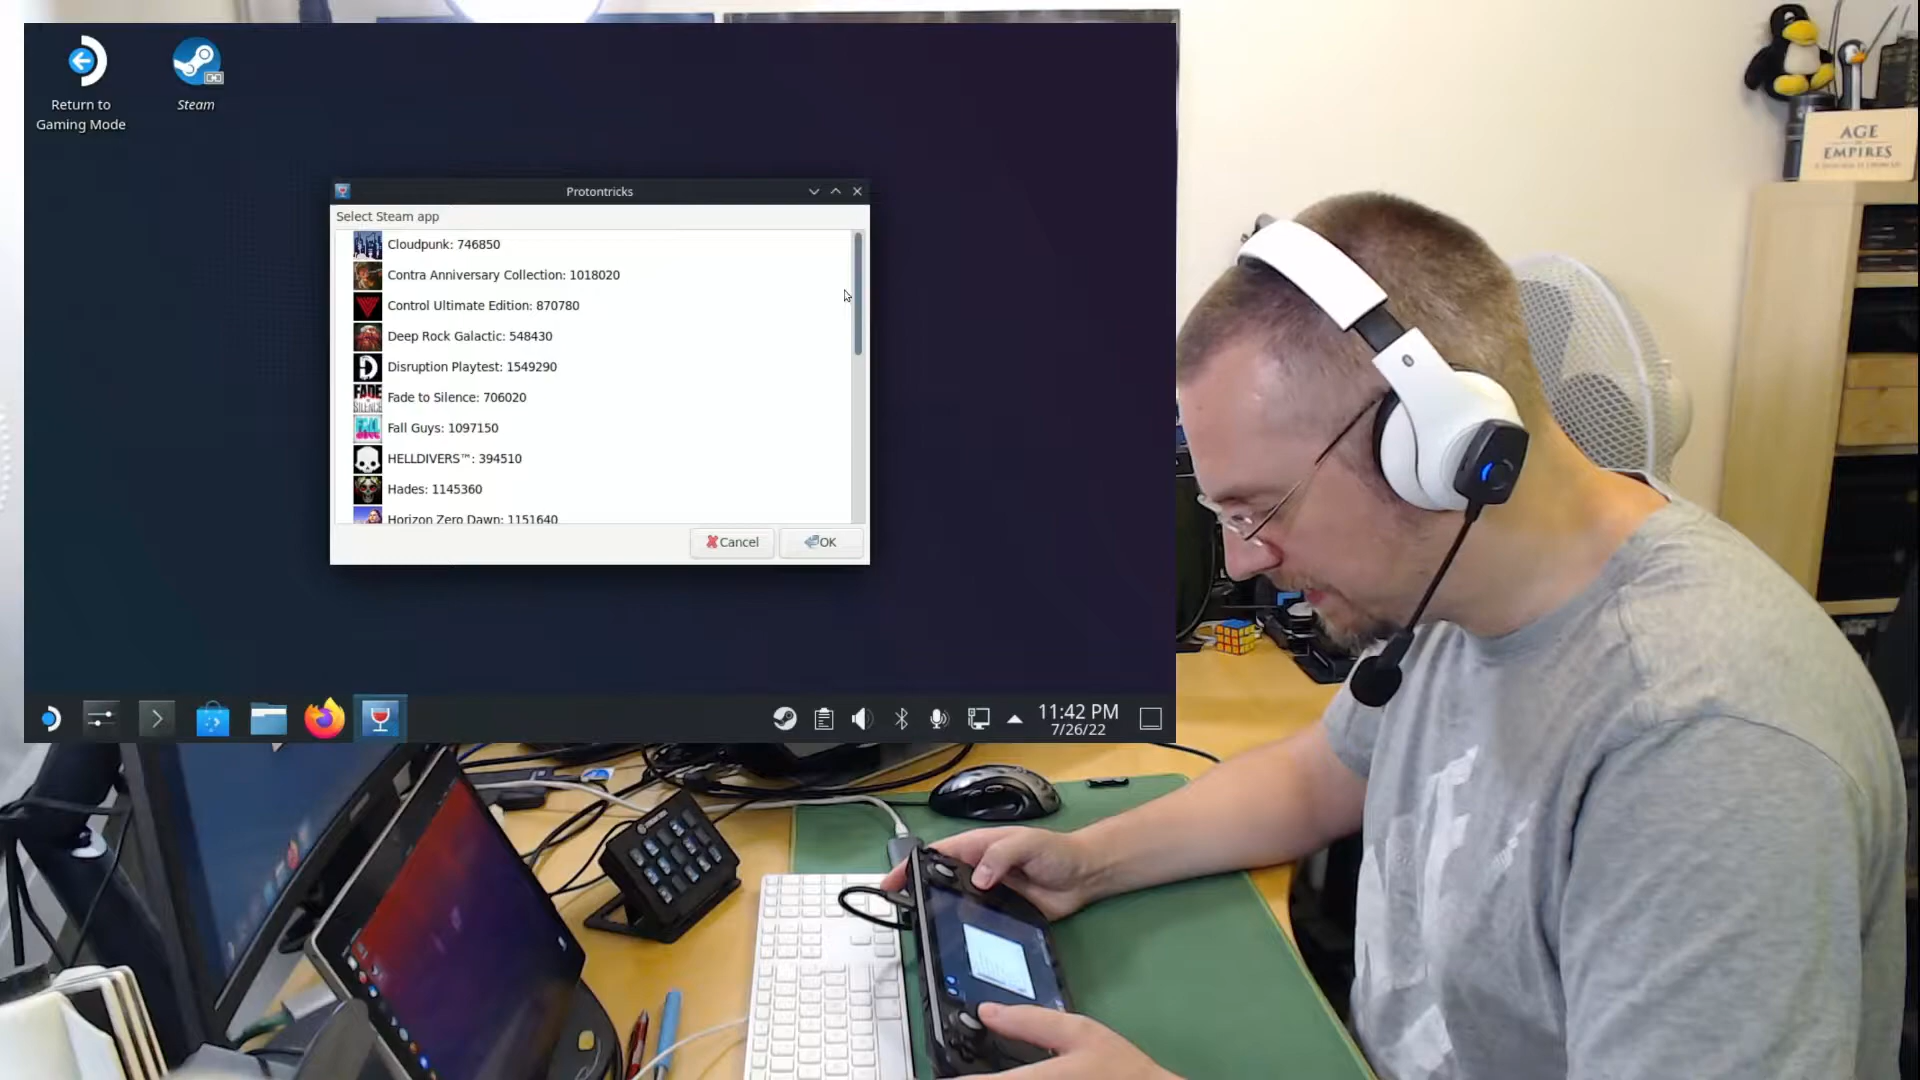 Return to
Gaming Mode
Steam
Protontricks
Select Steam app
Cloudpunk: 746850
Contra Anniversary Collection: 1018020
Control Ultimate Edition: 870780
Deep Rock Galactic: 548430
Disruption Playtest: 1549290
Fade to Silence: 706020
Fall Guys: 1097150
HELLDIVERS™: 394510
Hades: 1145360
Horizon Zero Dawn: 1151640
Cancel
OK
11:42 PM
7/26/22
AGE
EMPIRES